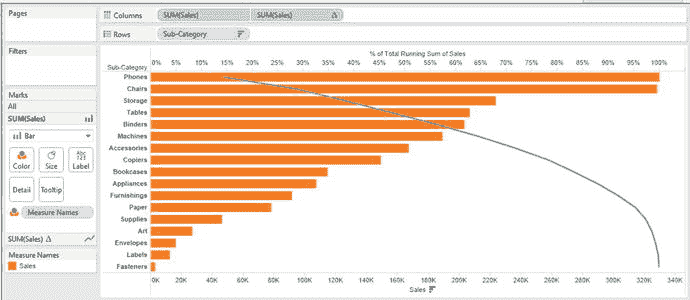 Pages
Columns SUM(Sales) SUM(Sales) Δ
Rows Sub-Category
Filters
% of Total Running Sum of Sales
0% 5% 10% 15% 20% 25% 30% 35% 40% 45% 50% 55% 60% 65% 70% 75% 80% 85% 90% 95% 100%
Sub-Category
Phones
Chairs
Storage
Tables
Binders
Machines
Accessories
Copiers
Bookcases
Appliances
Furnishings
Paper
Supplies
Art
Envelopes
Labels
Fasteners
0K 20K 40K 60K 80K 100K 120K 140K 160K 180K 200K 220K 240K 260K 280K 300K 320K 340K
Sales
Marks
All
SUM(Sales)
Bar
Color Size Abc 123 Label
Detail Tooltip
Measure Names
SUM(Sales) Δ
Measure Names
Sales